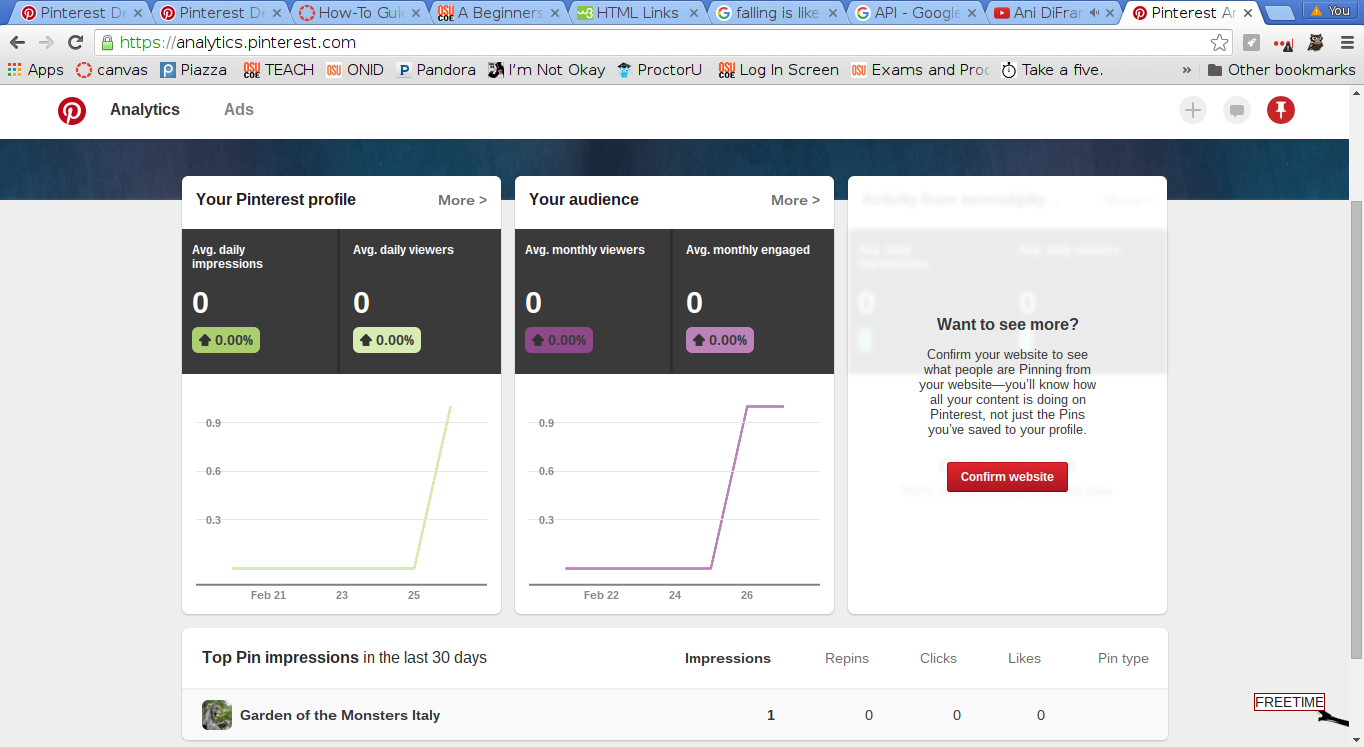 Pinterest De
Pinterest De
How-To Gui
A Beginners
HTML Links
falling is like
API - Google
Ani DiFran
Pinterest An
You
https://analytics.pinterest.com
Apps
canvas
Piazza
TEACH
ONID
Pandora
I'm Not Okay
ProctorU
Log In Screen
Exams and Proc
Take a five.
»
Other bookmarks
Analytics
Ads
Your Pinterest profile
More >
Avg. daily
impressions
Avg. daily viewers
0
0
0.00%
0.00%
0.9
0.6
0.3
Feb 21
23
25
Your audience
More >
Avg. monthly viewers
Avg. monthly engaged
0
0
0.00%
0.00%
0.9
0.6
0.3
Feb 22
24
26
Activity from serendipity...
More >
Avg. daily
impressions
Avg. daily viewers
0
0
Want to see more?
Confirm your website to see
what people are Pinning from
your website—you'll know how
all your content is doing on
Pinterest, not just the Pins
you've saved to your profile.
Confirm website
Top Pin impressions in the last 30 days
Impressions
Repins
Clicks
Likes
Pin type
Garden of the Monsters Italy
1
0
0
0
FREETIME